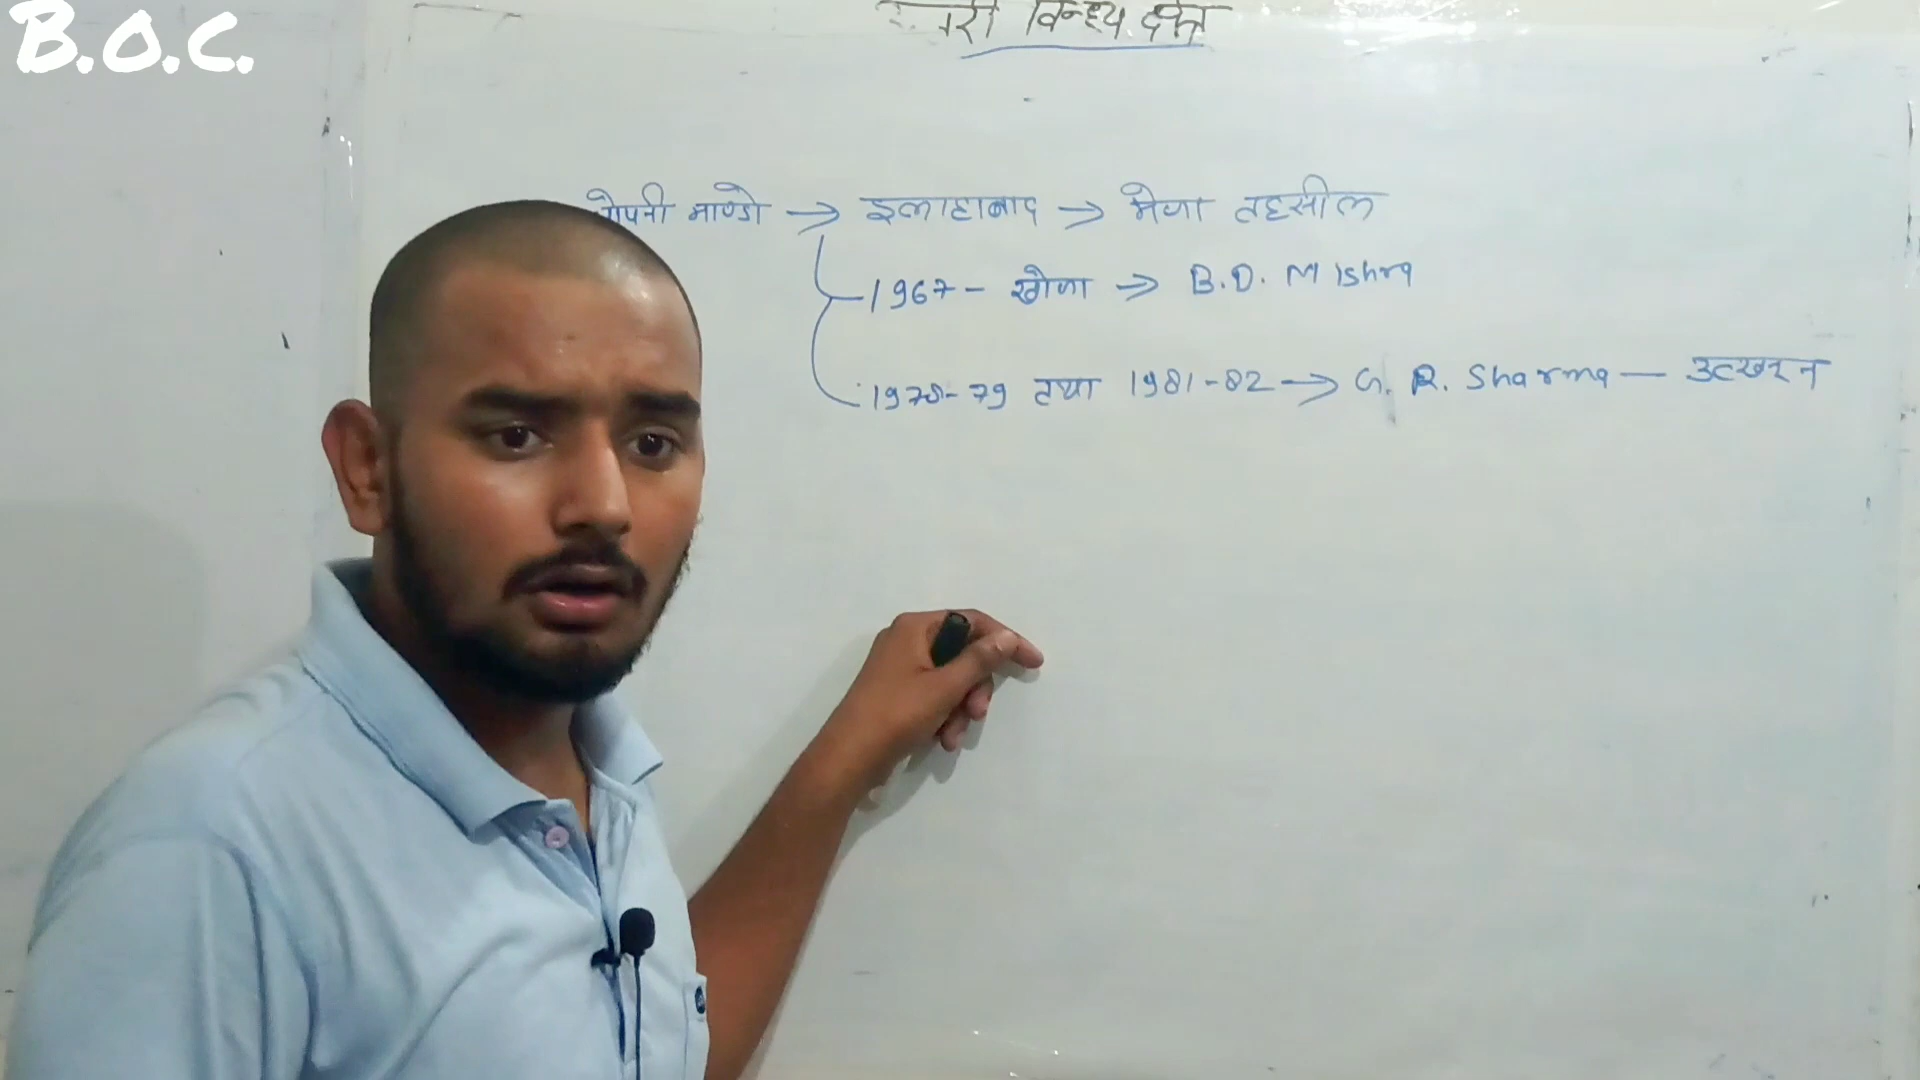 B.O.C.
विन्ध्य क्षेत्र
चोपनी माण्डो → इलाहाबाद → मेजा तहसील
1967 - खोज → B.D. Mishra
1978-79 तथा 1981-82 → G. R. Sharma — उत्खनन